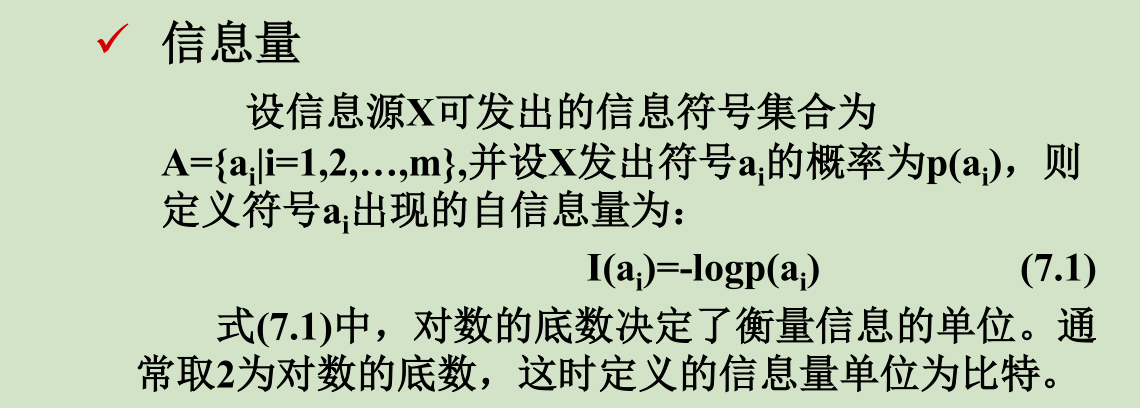 ✓ 信息量
设信息源X可发出的信息符号集合为
A={aᵢ|i=1,2,…,m},并设X发出符号aᵢ的概率为p(aᵢ)，则
定义符号aᵢ出现的自信息量为：
I(aᵢ)=-logp(aᵢ) (7.1)
式(7.1)中，对数的底数决定了衡量信息的单位。通
常取2为对数的底数，这时定义的信息量单位为比特。